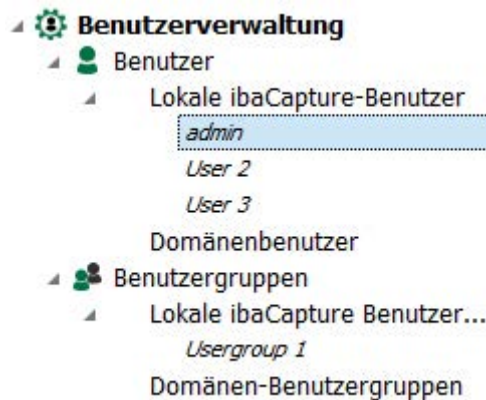 Benutzerverwaltung
Benutzer
Lokale ibaCapture-Benutzer
admin
User 2
User 3
Domänenbenutzer
Benutzergruppen
Lokale ibaCapture Benutzer...
Usergroup 1
Domänen-Benutzergruppen